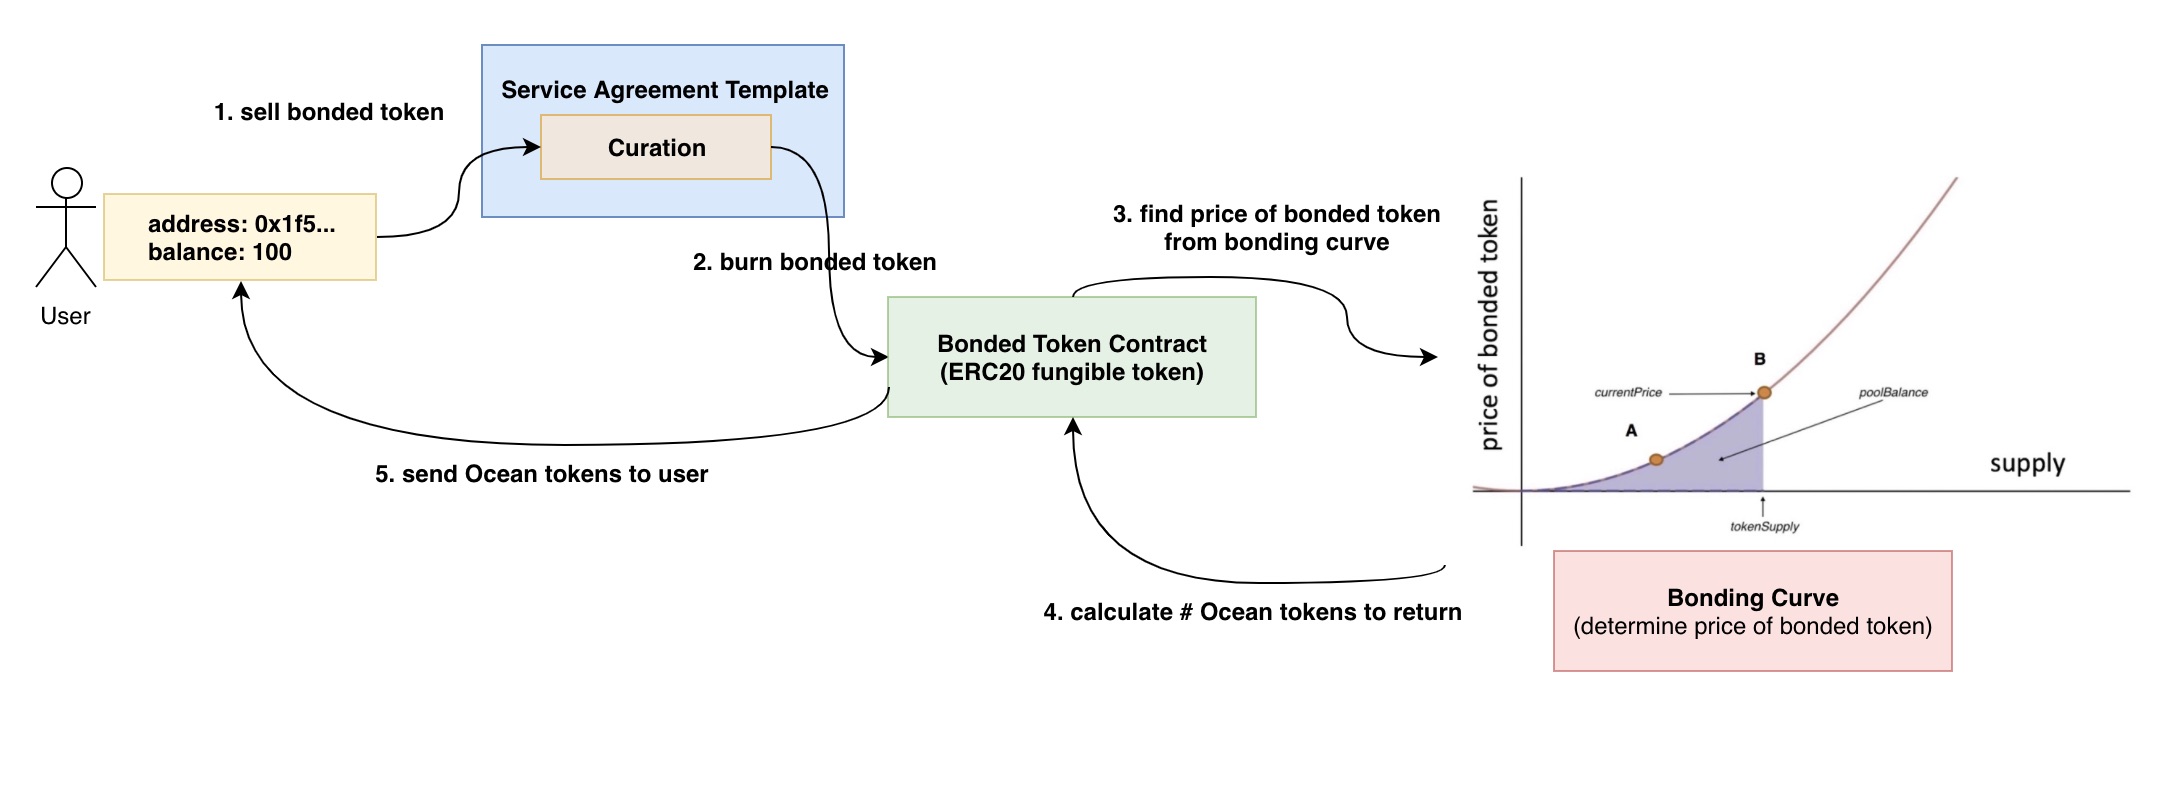 Service Agreement Template
1. sell bonded token
Curation
address: 0x1f5...
balance: 100
User
2. burn bonded token
3. find price of bonded token
from bonding curve
Bonded Token Contract
(ERC20 fungible token)
5. send Ocean tokens to user
4. calculate # Ocean tokens to return
price of bonded token
B
currentPrice
poolBalance
A
supply
tokenSupply
Bonding Curve
(determine price of bonded token)